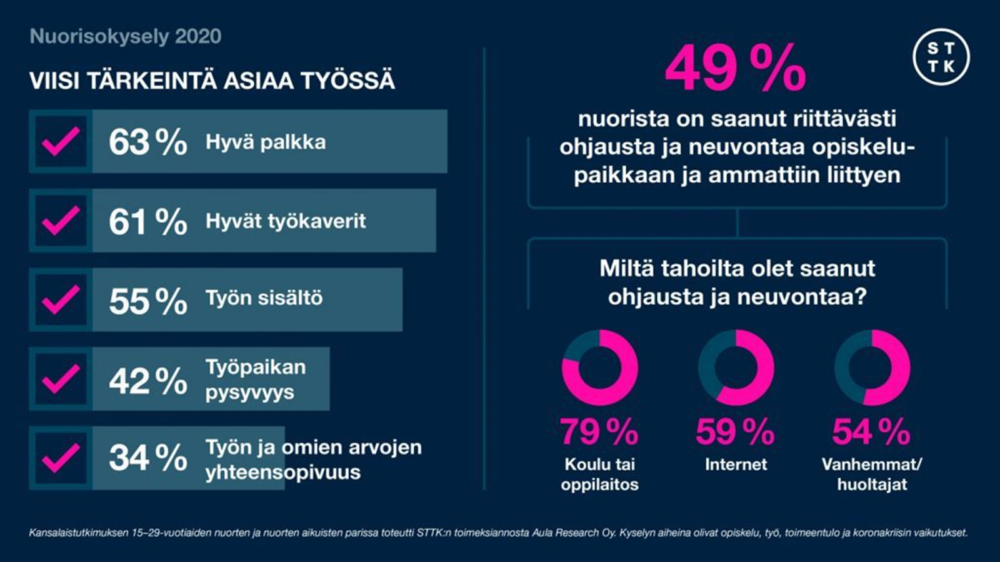 Nuorisokysely 2020
VIISI TÄRKEINTÄ ASIAA TYÖSSÄ
63 % Hyvä palkka
61 % Hyvät työkaverit
55 % Työn sisältö
42 % Työpaikan
pysyvyys
34 % Työn ja omien arvojen
yhteensopivuus
49 %
nuorista on saanut riittävästi
ohjausta ja neuvontaa opiskelu-
paikkaan ja ammattiin liittyen
S T
T K
Miltä tahoilta olet saanut
ohjausta ja neuvontaa?
79 %
Koulu tai
oppilaitos
59 %
Internet
54 %
Vanhemmat/
huoltajat
Kansalaistutkimuksen 15–29-vuotiaiden nuorten ja nuorten aikuisten parissa toteutti STTK:n toimeksiannosta Aula Research Oy. Kyselyn aiheina olivat opiskelu, työ, toimeentulo ja koronakriisin vaikutukset.